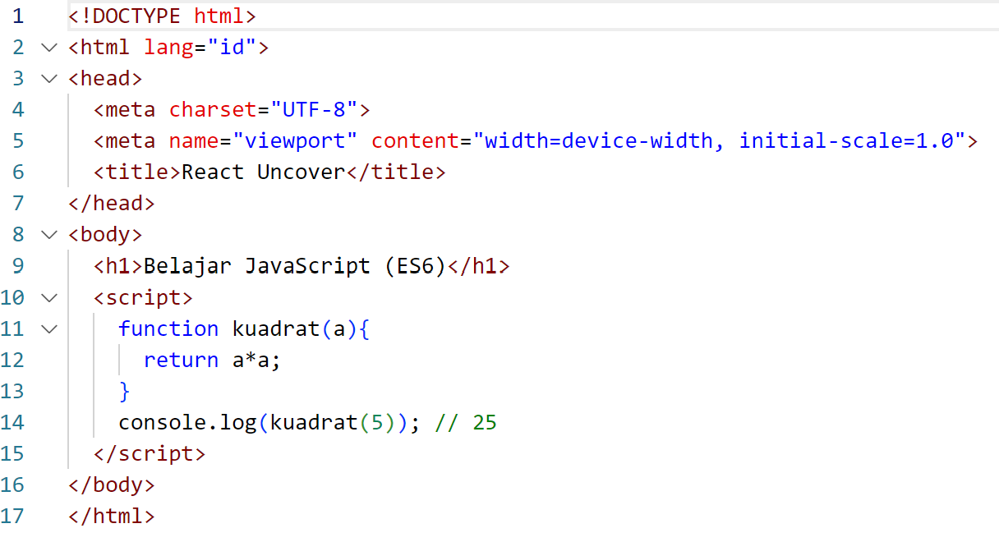 1 <!DOCTYPE html>
2 <html lang="id">
3 <head>
4   <meta charset="UTF-8">
5   <meta name="viewport" content="width=device-width, initial-scale=1.0">
6   <title>React Uncover</title>
7 </head>
8 <body>
9   <h1>Belajar JavaScript (ES6)</h1>
10   <script>
11     function kuadrat(a){
12       return a*a;
13     }
14     console.log(kuadrat(5)); // 25
15   </script>
16 </body>
17 </html>